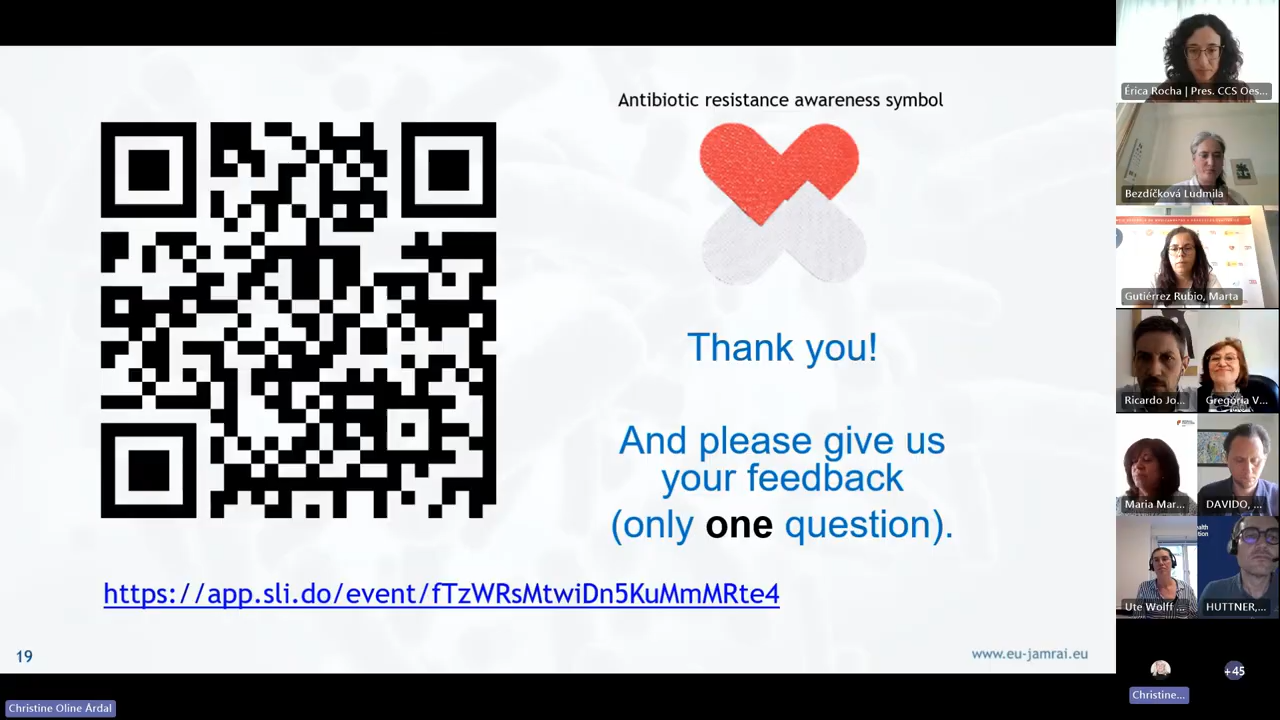 Antibiotic resistance awareness symbol
Thank you!
And please give us
your feedback
(only one question).
https://app.sli.do/event/fTzWRsMtwiDn5KuMmMRte4
19
www.eu-jamrai.eu
Christine Oline Årdal
Érica Rocha | Pres. CCS Oes...
Bezdíčková Ludmila
Gutiérrez Rubio, Marta
Ricardo Jo...
Gregória V...
Maria Mar...
DAVIDO, ...
Ute Wolff ...
HUTTNER,...
Christine...
+45